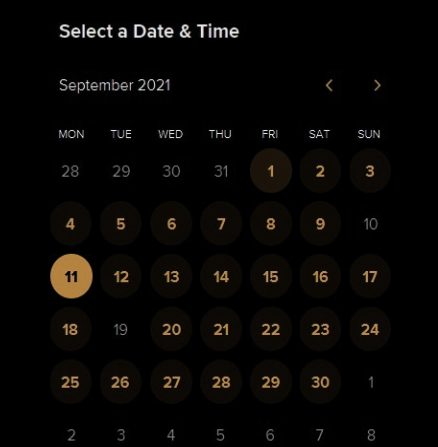 Select a Date & Time
September 2021
MON TUE WED THU FRI SAT SUN
28 29 30 31 1 2 3
4 5 6 7 8 9 10
11 12 13 14 15 16 17
18 19 20 21 22 23 24
25 26 27 28 29 30 1
2 3 4 5 6 7 8